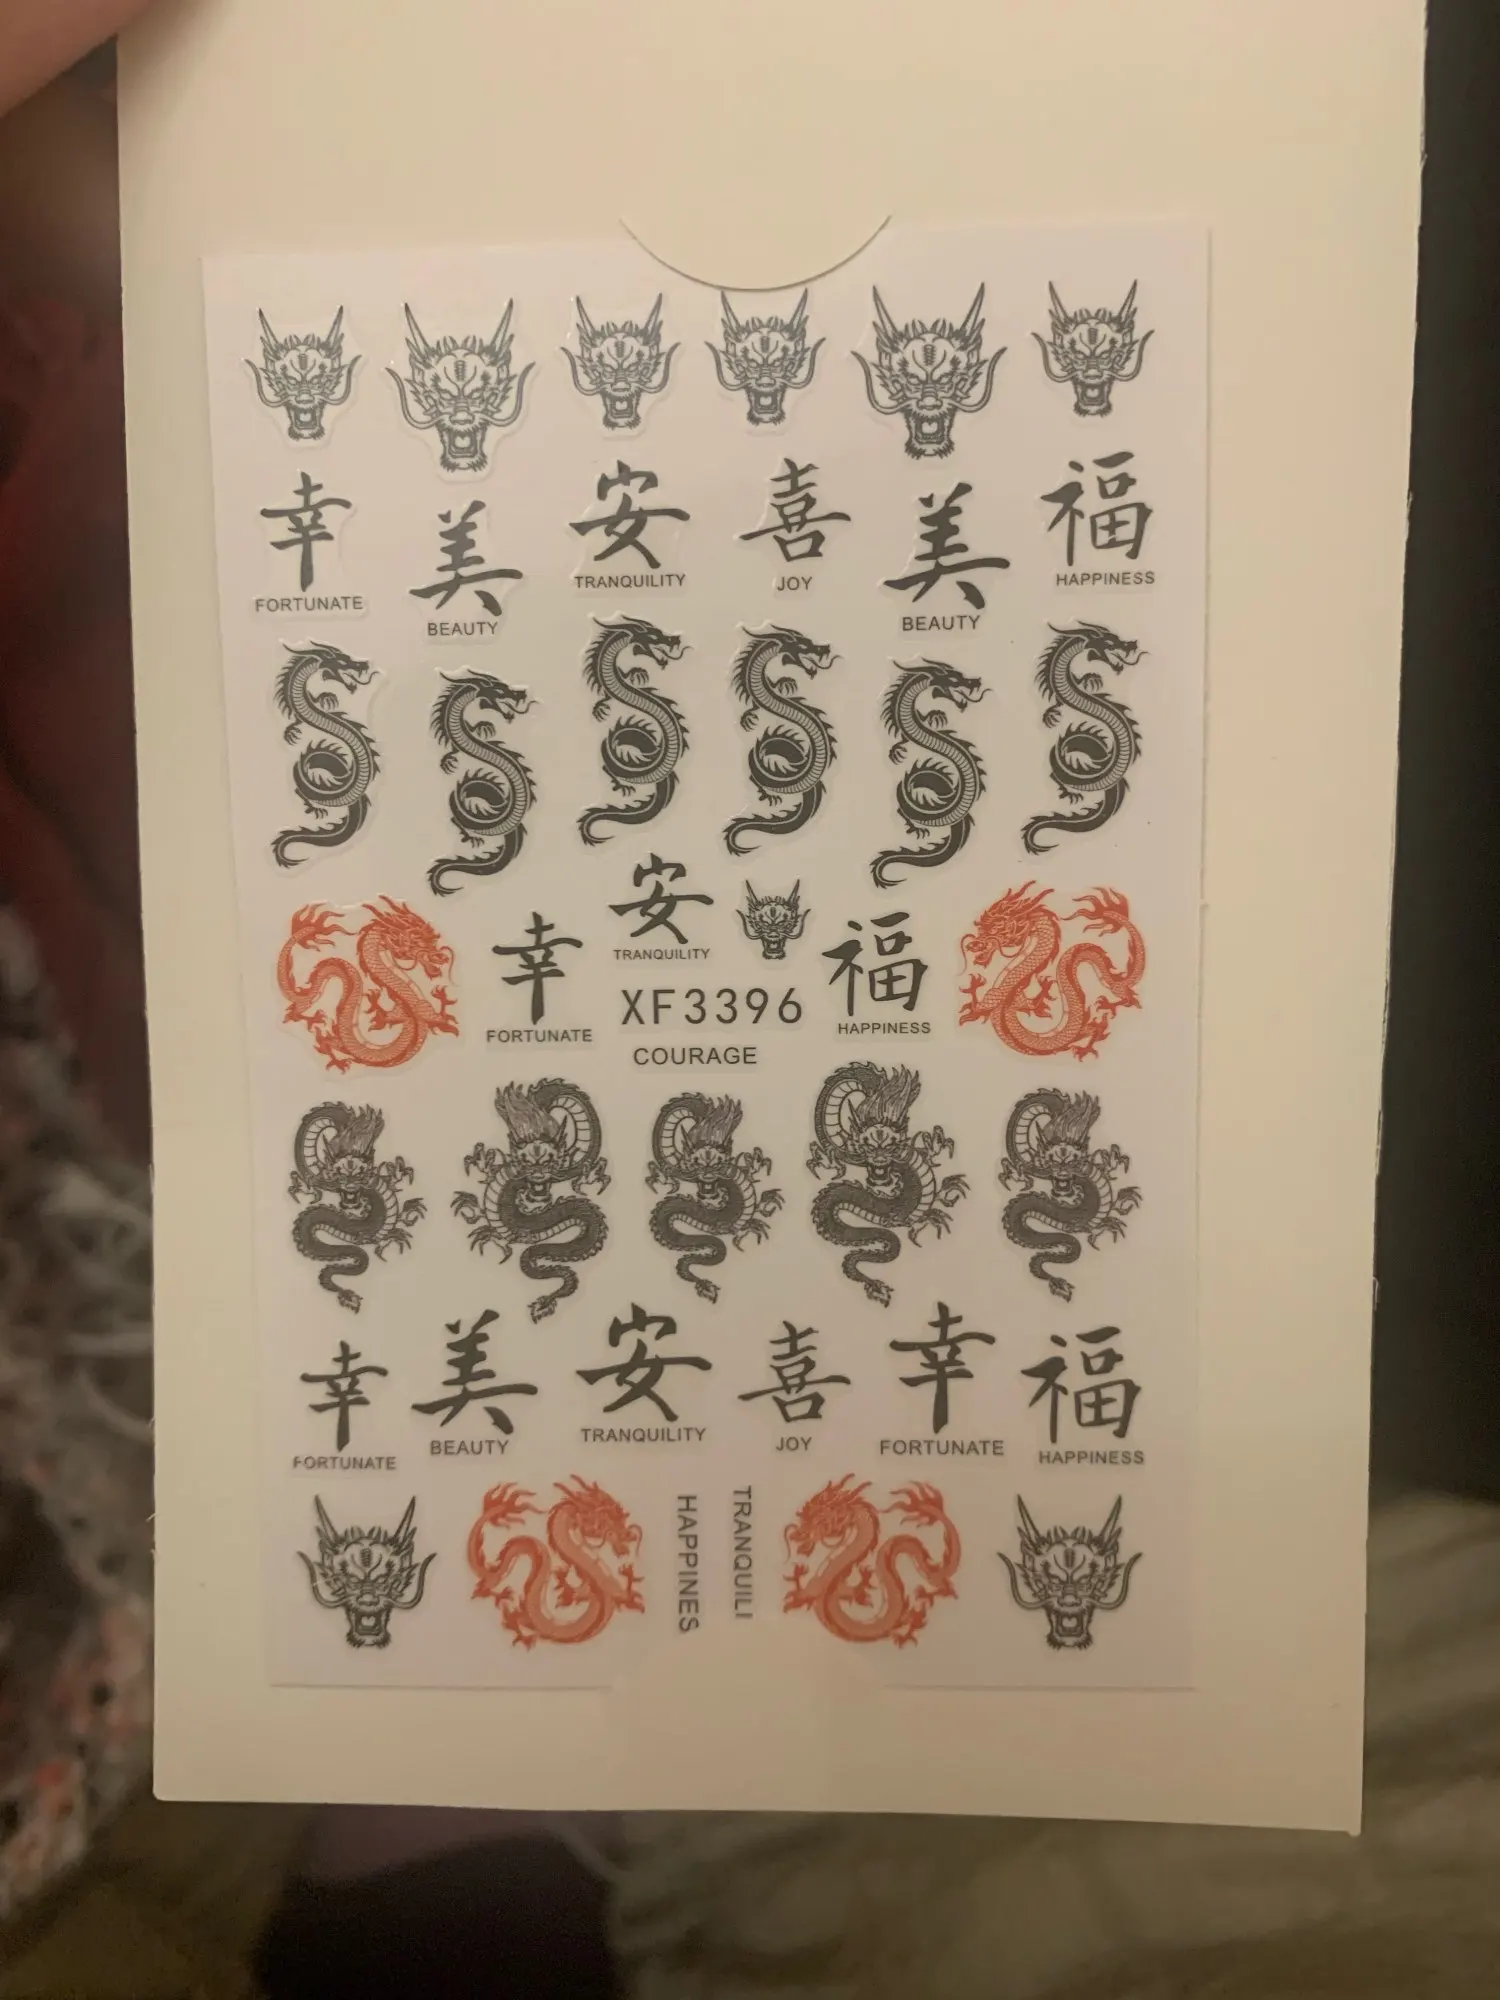 幸 美 安 喜 美 福
FORTUNATE BEAUTY TRANQUILITY JOY BEAUTY HAPPINESS
幸 安 福
FORTUNATE TRANQUILITY HAPPINESS
XF3396
COURAGE
幸 美 安 喜 幸 福
FORTUNATE BEAUTY TRANQUILITY JOY FORTUNATE HAPPINESS
HAPPINES
TRANQUILI